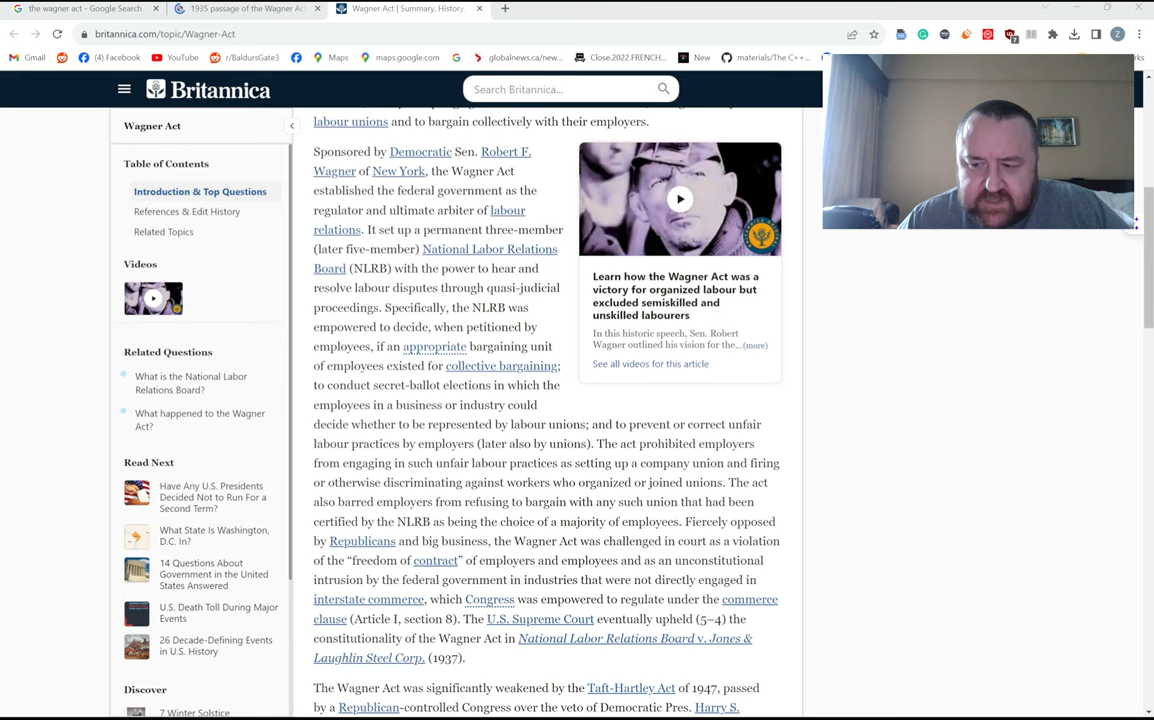 the wagner act - Google Search
1935 passage of the Wagner Ac
Wagner Act | Summary, History,
britannica.com/topic/Wagner-Act
Gmail
(4) Facebook
YouTube
r/BaldursGate3
Maps
maps.google.com
globalnews.ca/new...
Close.2022.FRENCH...
New
materials/The C++...
Britannica
Search Britannica...
Wagner Act
Table of Contents
Introduction & Top Questions
References & Edit History
Related Topics
Videos
Related Questions
What is the National Labor
Relations Board?
What happened to the Wagner
Act?
Read Next
Have Any U.S. Presidents
Decided Not to Run For a
Second Term?
What State Is Washington,
D.C. In?
14 Questions About
Government in the United
States Answered
U.S. Death Toll During Major
Events
26 Decade-Defining Events
in U.S. History
Discover
7 Winter Solstice
labour unions and to bargain collectively with their employers.
Sponsored by Democratic Sen. Robert F.
Wagner of New York, the Wagner Act
established the federal government as the
regulator and ultimate arbiter of labour
relations. It set up a permanent three-member
(later five-member) National Labor Relations
Board (NLRB) with the power to hear and
resolve labour disputes through quasi-judicial
proceedings. Specifically, the NLRB was
empowered to decide, when petitioned by
employees, if an appropriate bargaining unit
of employees existed for collective bargaining;
to conduct secret-ballot elections in which the
employees in a business or industry could
decide whether to be represented by labour unions; and to prevent or correct unfair
labour practices by employers (later also by unions). The act prohibited employers
from engaging in such unfair labour practices as setting up a company union and firing
or otherwise discriminating against workers who organized or joined unions. The act
also barred employers from refusing to bargain with any such union that had been
certified by the NLRB as being the choice of a majority of employees. Fiercely opposed
by Republicans and big business, the Wagner Act was challenged in court as a violation
of the “freedom of contract” of employers and employees and as an unconstitutional
intrusion by the federal government in industries that were not directly engaged in
interstate commerce, which Congress was empowered to regulate under the commerce
clause (Article I, section 8). The U.S. Supreme Court eventually upheld (5–4) the
constitutionality of the Wagner Act in National Labor Relations Board v. Jones &
Laughlin Steel Corp. (1937).
The Wagner Act was significantly weakened by the Taft-Hartley Act of 1947, passed
by a Republican-controlled Congress over the veto of Democratic Pres. Harry S.
Learn how the Wagner Act was a
victory for organized labour but
excluded semiskilled and
unskilled labourers
In this historic speech, Sen. Robert
Wagner outlined his vision for the...(more)
See all videos for this article